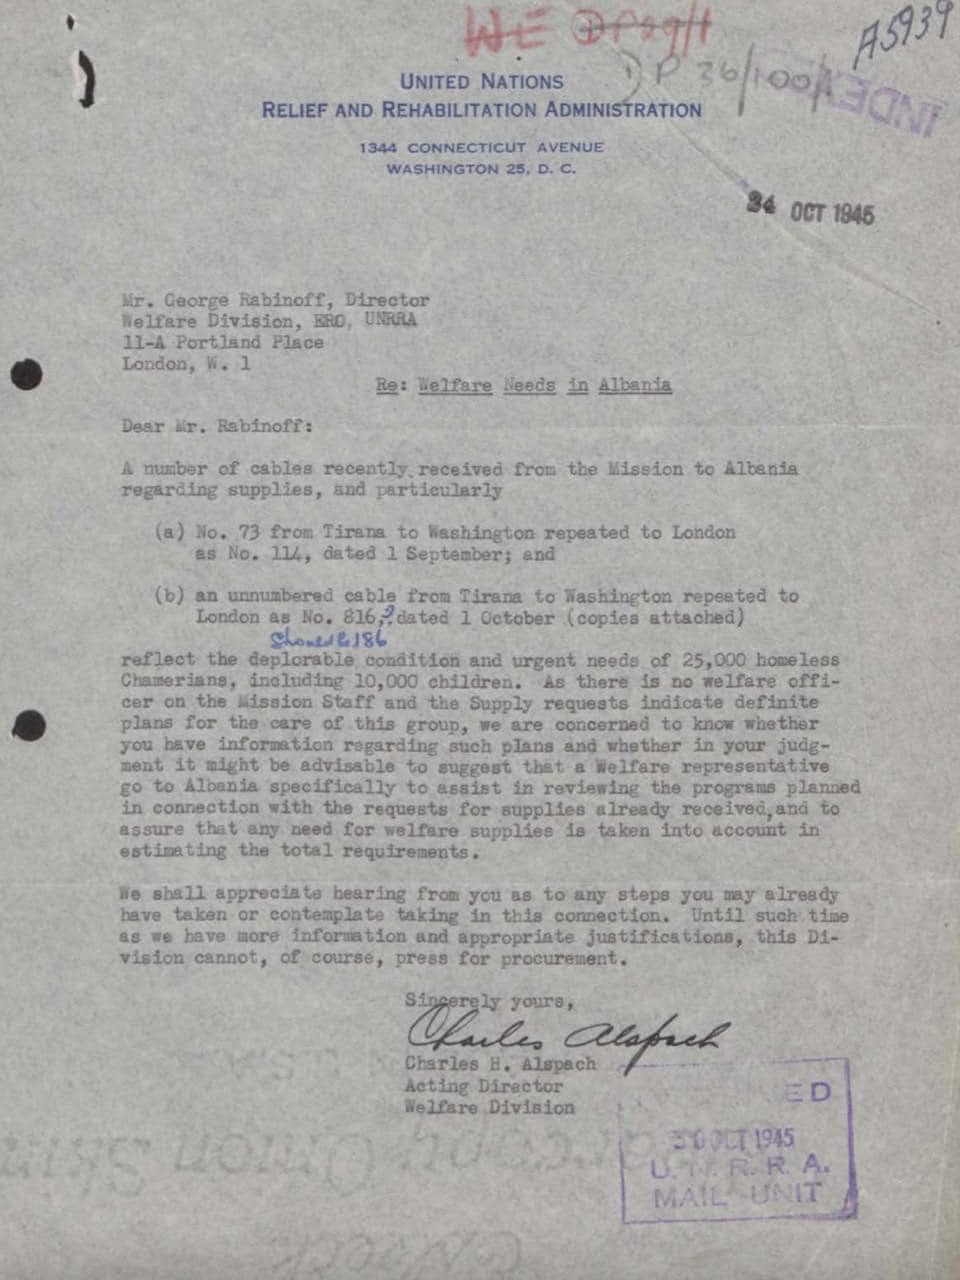 WE
A5939
DP 36/100/
INDEX
UNITED NATIONS
RELIEF AND REHABILITATION ADMINISTRATION
1344 CONNECTICUT AVENUE
WASHINGTON 25, D. C.
24 OCT 1945
Mr. George Rabinoff, Director
Welfare Division, ERO, UNRRA
11-A Portland Place
London, W. 1
Re: Welfare Needs in Albania
Dear Mr. Rabinoff:
A number of cables recently received from the Mission to Albania
regarding supplies, and particularly
(a) No. 73 from Tirana to Washington repeated to London
as No. 114, dated 1 September; and
(b) an unnumbered cable from Tirana to Washington repeated to
London as No. 816,? dated 1 October (copies attached)
Should be 186
reflect the deplorable condition and urgent needs of 25,000 homeless
Chamerians, including 10,000 children. As there is no welfare offi-
cer on the Mission Staff and the Supply requests indicate definite
plans for the care of this group, we are concerned to know whether
you have information regarding such plans and whether in your judg-
ment it might be advisable to suggest that a Welfare representative
go to Albania specifically to assist in reviewing the programs planned
in connection with the requests for supplies already received, and to
assure that any need for welfare supplies is taken into account in
estimating the total requirements.
We shall appreciate hearing from you as to any steps you may already
have taken or contemplate taking in this connection. Until such time
as we have more information and appropriate justifications, this Di-
vision cannot, of course, press for procurement.
Sincerely yours,
Charles Alspach
Charles H. Alspach
Acting Director
Welfare Division
30 OCT 1945
U. N. R. R. A.
MAIL UNIT